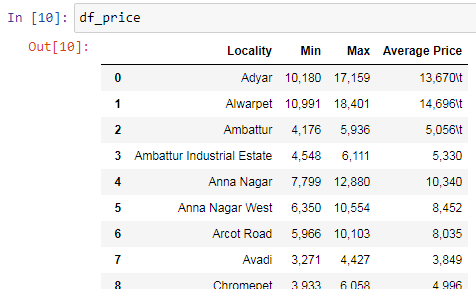 In [10]: df_price
Out[10]:
Locality Min Max Average Price
0 Adyar 10,180 17,159 13,670\t
1 Alwarpet 10,991 18,401 14,696\t
2 Ambattur 4,176 5,936 5,056\t
3 Ambattur Industrial Estate 4,548 6,111 5,330
4 Anna Nagar 7,799 12,880 10,340
5 Anna Nagar West 6,350 10,554 8,452
6 Arcot Road 5,966 10,103 8,035
7 Avadi 3,271 4,427 3,849
8 Chromepet 3,933 6,058 4,996